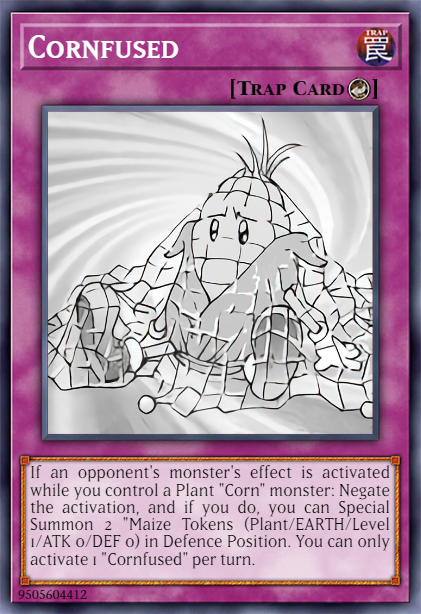 Cornfused
TRAP
罠
[Trap Card]
If an opponent's monster's effect is activated
while you control a Plant "Corn" monster: Negate
the activation, and if you do, you can Special
Summon 2 "Maize Tokens (Plant/EARTH/Level
1/ATK 0/DEF 0) in Defence Position. You can only
activate 1 "Cornfused" per turn.
9505604412